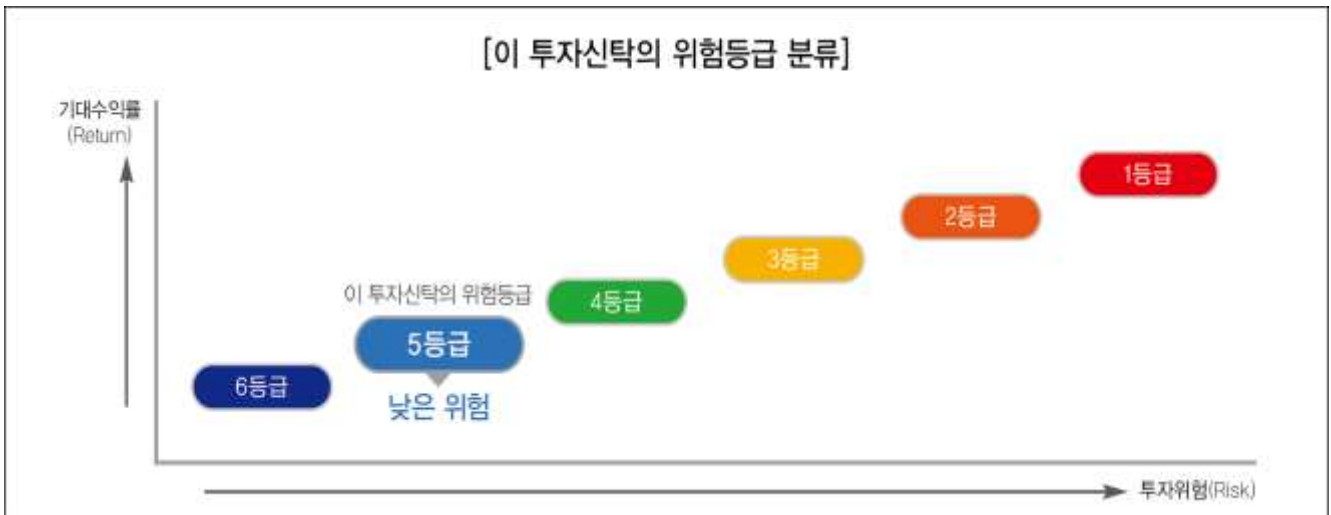 [이 투자신탁의 위험등급 분류]
기대수익률
(Return)
1등급
2등급
3등급
이 투자신탁의 위험등급
4등급
5등급
6등급
낮은 위험
투자위험(Risk)